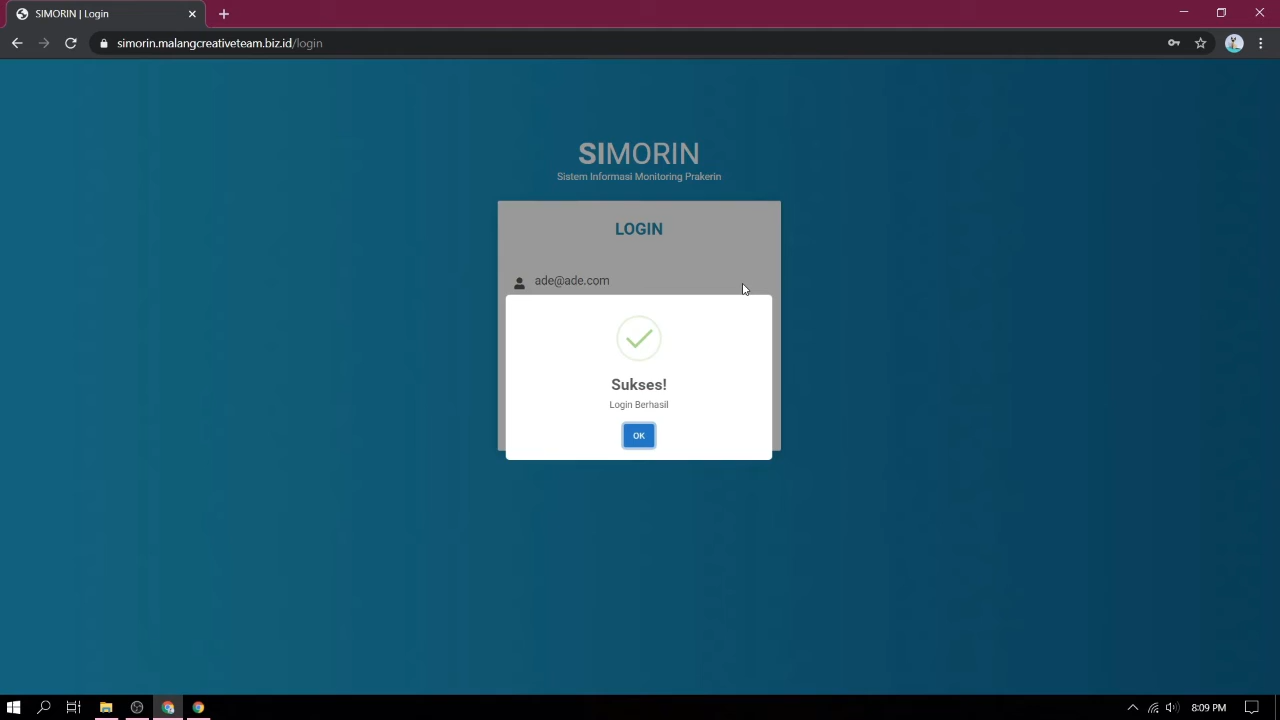 SIMORIN | Login
simorin.malangcreativeteam.biz.id/login
SIMORIN
Sistem Informasi Monitoring Prakerin
LOGIN
ade@ade.com
Sukses!
Login Berhasil
OK
8:09 PM